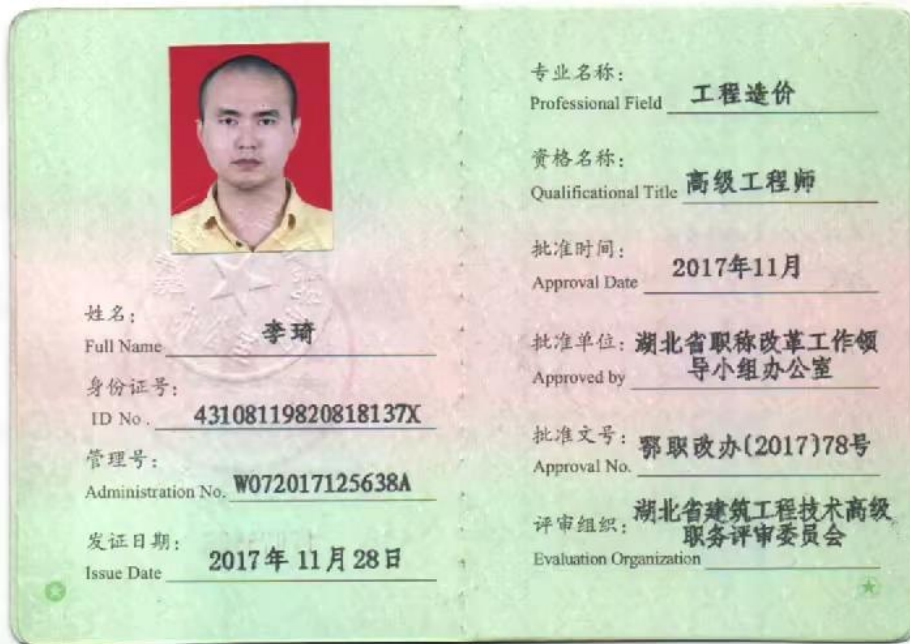 姓名：
Full Name 李琦
身份证号：
ID No. 43108119820818137X
管理号：
Administration No. W072017125638A
发证日期：
Issue Date 2017年11月28日
专业名称：
Professional Field 工程造价
资格名称：
Qualificational Title 高级工程师
批准时间：
Approval Date 2017年11月
批准单位：湖北省职称改革工作领
导小组办公室
Approved by
批准文号：鄂职改办(2017)78号
Approval No.
评审组织：湖北省建筑工程技术高级
职务评审委员会
Evaluation Organization